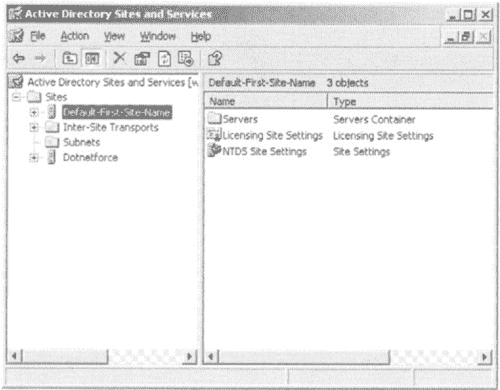 Active Directory Sites and Services
File Action View Window Help
Active Directory Sites and Services [w
Sites
Default-First-Site-Name
Inter-Site Transports
Subnets
Dotnetforce
Default-First-Site-Name 3 objects
Name Type
Servers Servers Container
Licensing Site Settings Licensing Site Settings
NTDS Site Settings Site Settings